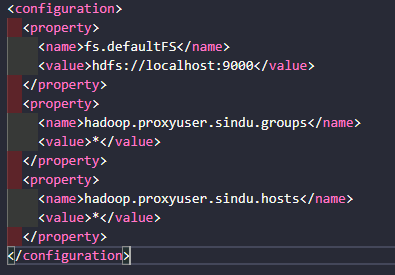 <configuration>
<property>
<name>fs.defaultFS</name>
<value>hdfs://localhost:9000</value>
</property>
<property>
<name>hadoop.proxyuser.sindu.groups</name>
<value>*</value>
</property>
<property>
<name>hadoop.proxyuser.sindu.hosts</name>
<value>*</value>
</property>
</configuration>